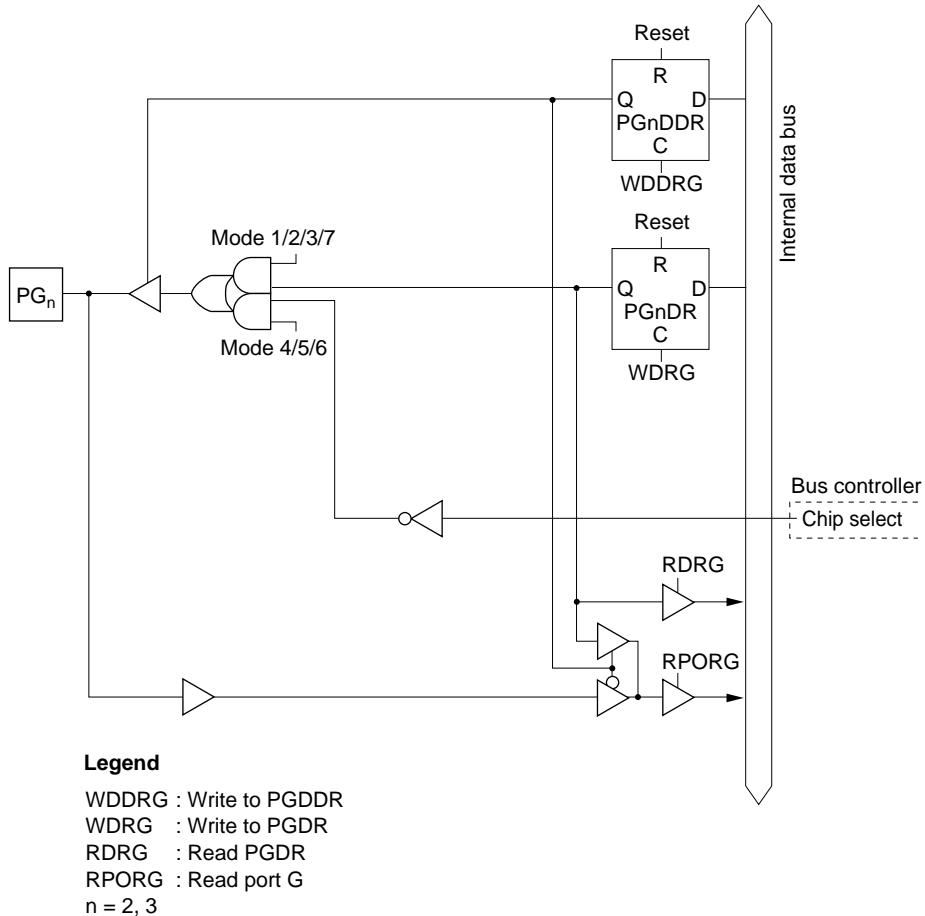 Reset
R
Q D
PGnDDR
C
WDDRG
Internal data bus
Mode 1/2/3/7
Reset
R
Q D
PGnDR
C
WDRG
PGn
Mode 4/5/6
Bus controller
Chip select
RDRG
RPORG
Legend
WDDRG : Write to PGDDR
WDRG : Write to PGDR
RDRG : Read PGDR
RPORG : Read port G
n = 2, 3